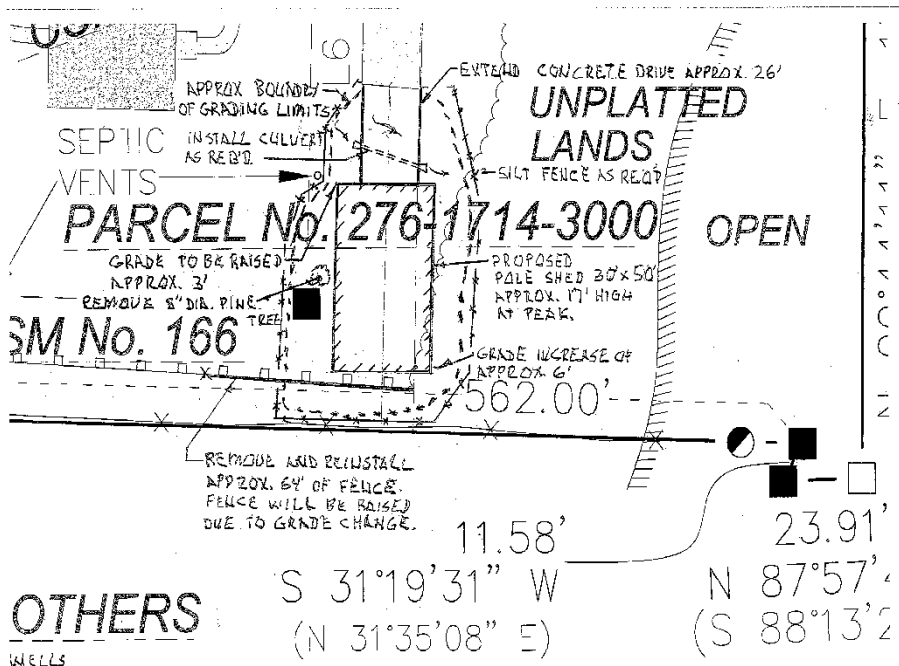 EXTEND CONCRETE DRIVE APPROX. 26'
APPROX BOUNDRY
OF GRADING LIMITS
UNPLATTED
LANDS
SEPTIC
VENTS
INSTALL CULVERT
AS REQ'D.
SILT FENCE AS REQ'D
PARCEL No. 276-1714-3000
OPEN
GRADE TO BE RAISED
APPROX. 3'
REMOVE 8" DIA. PINE
TREE
PROPOSED
POLE SHED 30'x50'
APPROX. 17' HIGH
AT PEAK.
SM No. 166
GRADE INCREASE OF
APPROX. 6'
562.00'
REMOVE AND REINSTALL
APPROX. 64' OF FENCE.
FENCE WILL BE RAISED
DUE TO GRADE CHANGE.
11.58'
S 31°19'31" W
(N 31°35'08" E)
23.91'
N 87°57'
(S 88°13'2
OTHERS
WELLS